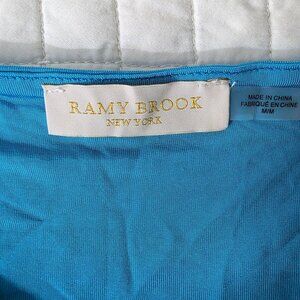 RAMY BROOK
NEW YORK
MADE IN CHINA
FABRIQUÉ EN CHINE
M/M